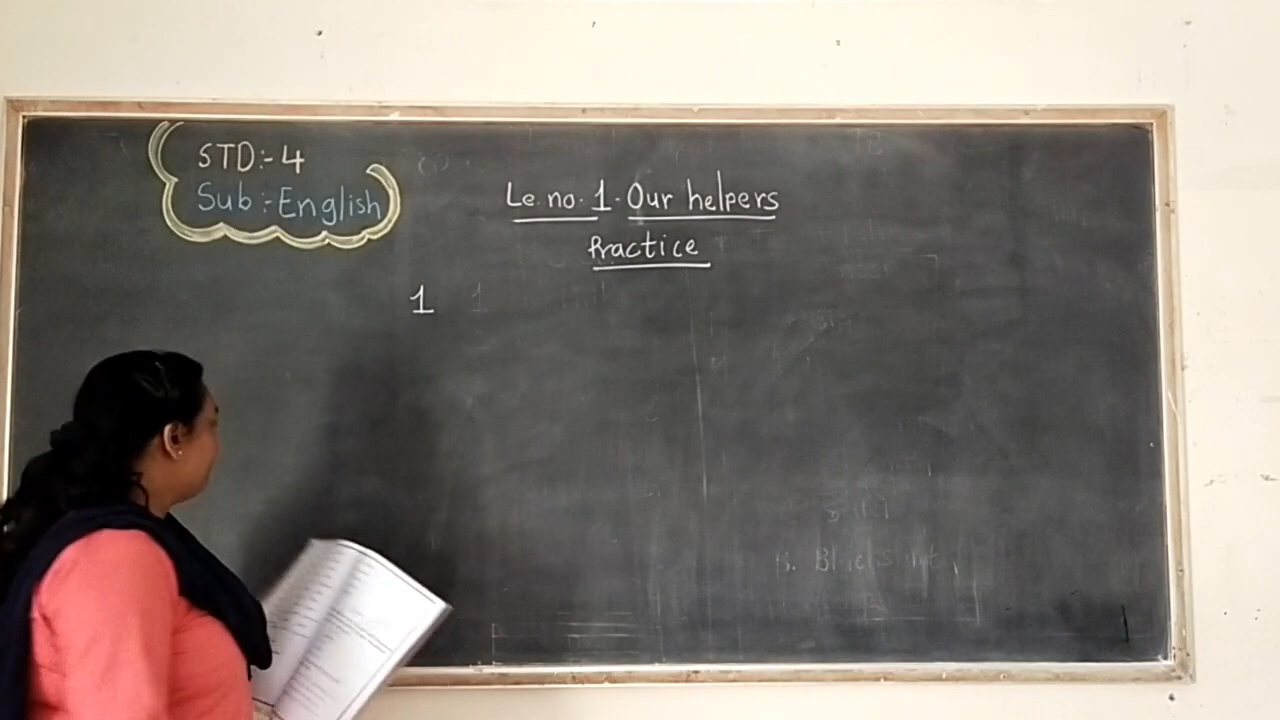 STD:- 4
Sub :- English
Le. no. 1. Our helpers
Practice
1